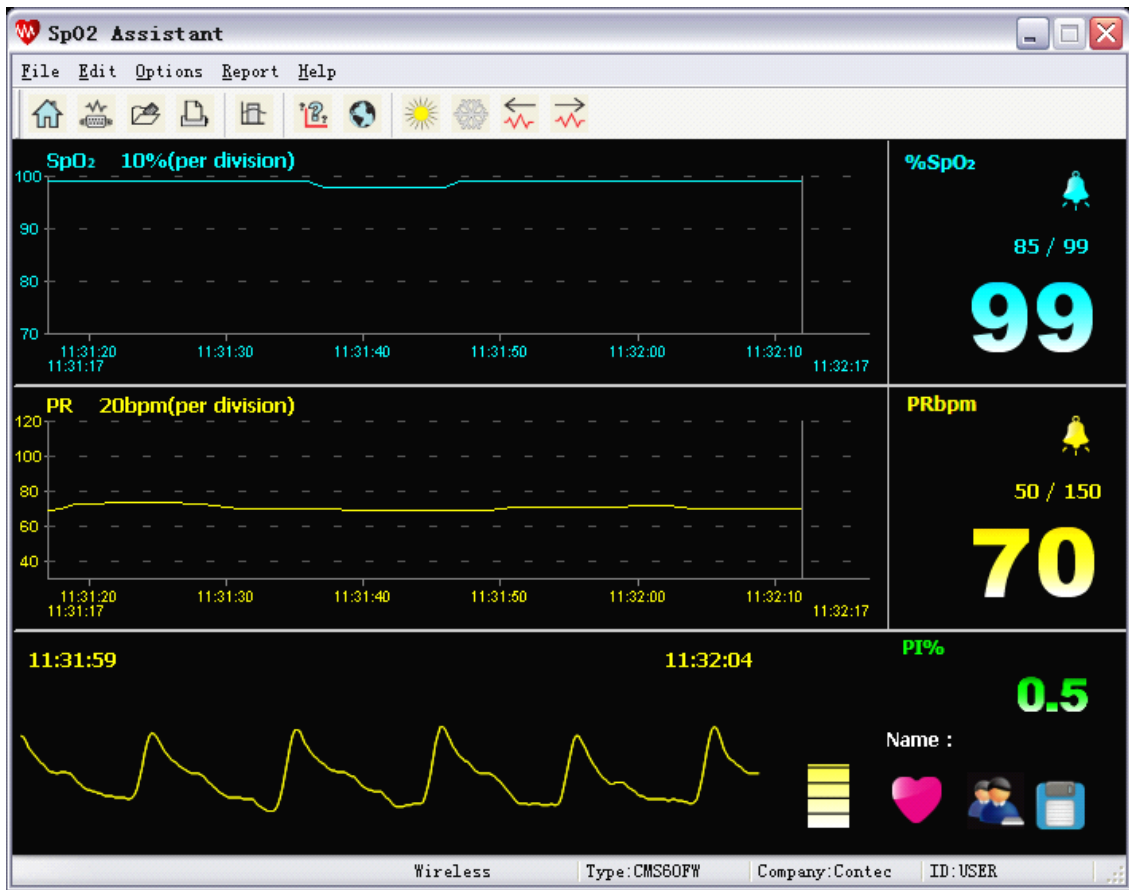 SpO2 Assistant
File Edit Options Report Help
SpO₂ 10%(per division)
100
90
80
70
11:31:20 11:31:30 11:31:40 11:31:50 11:32:00 11:32:10
11:31:17 11:32:17
%SpO₂
85 / 99
99
PR 20bpm(per division)
120
100
80
60
40
11:31:20 11:31:30 11:31:40 11:31:50 11:32:00 11:32:10
11:31:17 11:32:17
PRbpm
50 / 150
70
11:31:59 11:32:04
PI%
0.5
Name :
Wireless Type:CMS60FW Company:Contec ID:USER